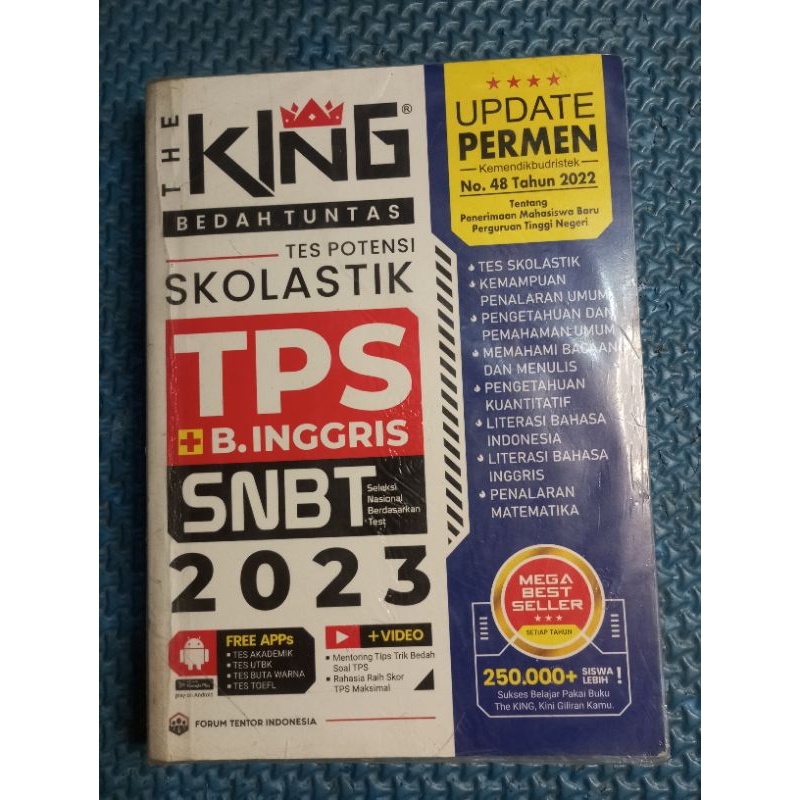 THE KING®
BEDAH TUNTAS
TES POTENSI
SKOLASTIK
TPS
+ B.INGGRIS
SNBT
Seleksi
Nasional
Berdasarkan
Test
2023
FREE APPs
• TES AKADEMIK
• TES UTBK
• TES BUTA WARNA
• TES TOEFL
+VIDEO
• Mentoring Tips Trik Bedah
Soal TPS
• Rahasia Raih Skor
TPS Maksimal
FORUM TENTOR INDONESIA
UPDATE
PERMEN
Kemendikbudristek
No. 48 Tahun 2022
Tentang
Penerimaan Mahasiswa Baru
Perguruan Tinggi Negeri
TES SKOLASTIK
KEMAMPUAN
PENALARAN UMUM
PENGETAHUAN DAN
PEMAHAMAN UMUM
MEMAHAMI BACAAN
DAN MENULIS
PENGETAHUAN
KUANTITATIF
LITERASI BAHASA
INDONESIA
LITERASI BAHASA
INGGRIS
PENALARAN
MATEMATIKA
MEGA
BEST
SELLER
SETIAP TAHUN
250.000+ SISWA LEBIH !
Sukses Belajar Pakai Buku
The KING, Kini Giliran Kamu.